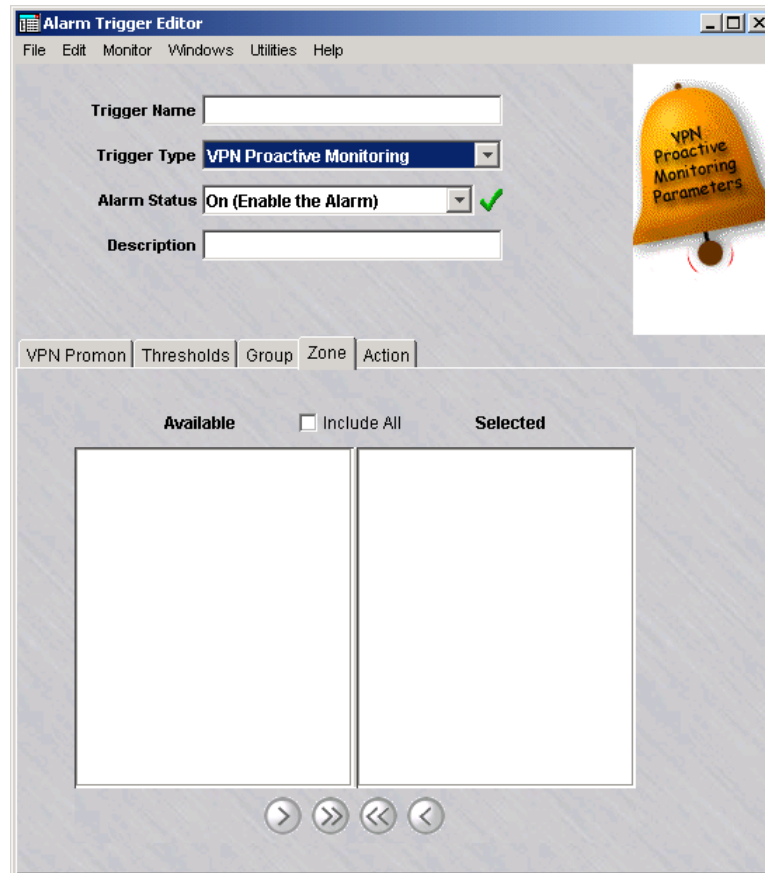 Alarm Trigger Editor
File Edit Monitor Windows Utilities Help
Trigger Name
Trigger Type VPN Proactive Monitoring
Alarm Status On (Enable the Alarm)
Description
VPN
Proactive
Monitoring
Parameters
VPN Promon Thresholds Group Zone Action
Available Include All Selected